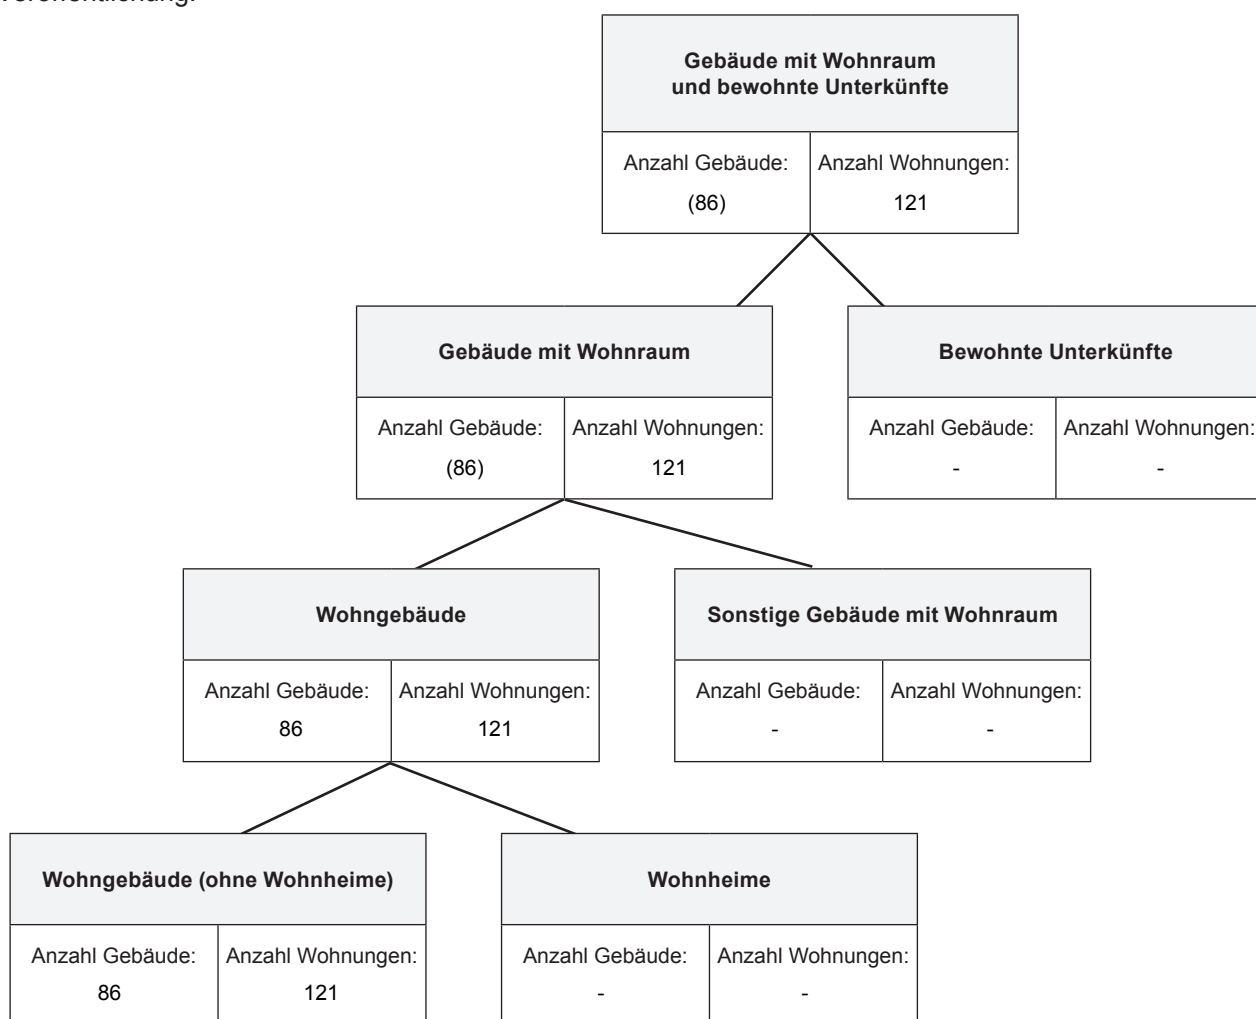 Veröffentlichung.
Gebäude mit Wohnraum
und bewohnte Unterkünfte
Anzahl Gebäude: Anzahl Wohnungen:
(86) 121
Gebäude mit Wohnraum Bewohnte Unterkünfte
Anzahl Gebäude: Anzahl Wohnungen: Anzahl Gebäude: Anzahl Wohnungen:
(86) 121 - -
Wohngebäude Sonstige Gebäude mit Wohnraum
Anzahl Gebäude: Anzahl Wohnungen: Anzahl Gebäude: Anzahl Wohnungen:
86 121 - -
Wohngebäude (ohne Wohnheime) Wohnheime
Anzahl Gebäude: Anzahl Wohnungen: Anzahl Gebäude: Anzahl Wohnungen:
86 121 - -